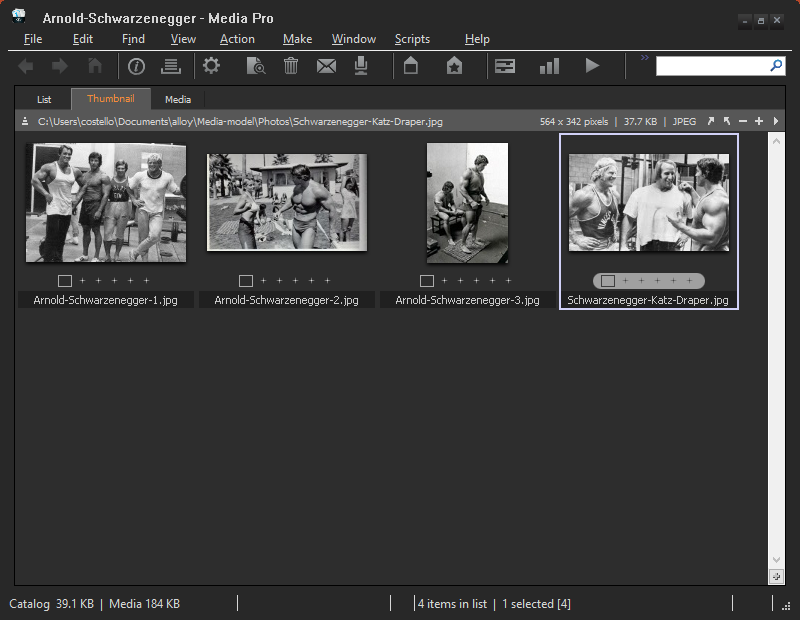 Arnold-Schwarzenegger - Media Pro
File Edit Find View Action Make Window Scripts Help
List Thumbnail Media
C:\Users\costello\Documents\alloy\Media-model\Photos\Schwarzenegger-Katz-Draper.jpg 564 x 342 pixels | 37.7 KB | JPEG
Arnold-Schwarzenegger-1.jpg Arnold-Schwarzenegger-2.jpg Arnold-Schwarzenegger-3.jpg Schwarzenegger-Katz-Draper.jpg
Catalog 39.1 KB | Media 184 KB 4 items in list | 1 selected [4]